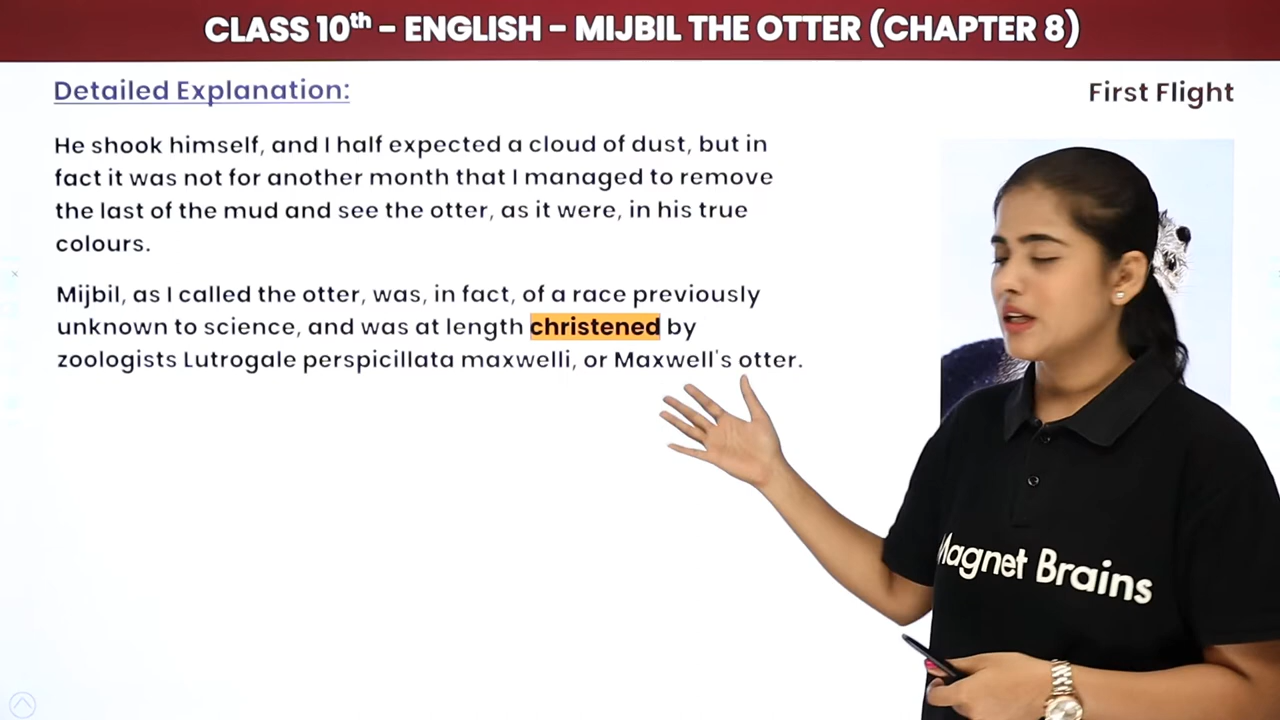 CLASS 10th - ENGLISH - MIJBIL THE OTTER (CHAPTER 8)
Detailed Explanation:
First Flight
He shook himself, and I half expected a cloud of dust, but in
fact it was not for another month that I managed to remove
the last of the mud and see the otter, as it were, in his true
colours.
Mijbil, as I called the otter, was, in fact, of a race previously
unknown to science, and was at length christened by
zoologists Lutrogale perspicillata maxwelli, or Maxwell's otter.
Magnet Brains